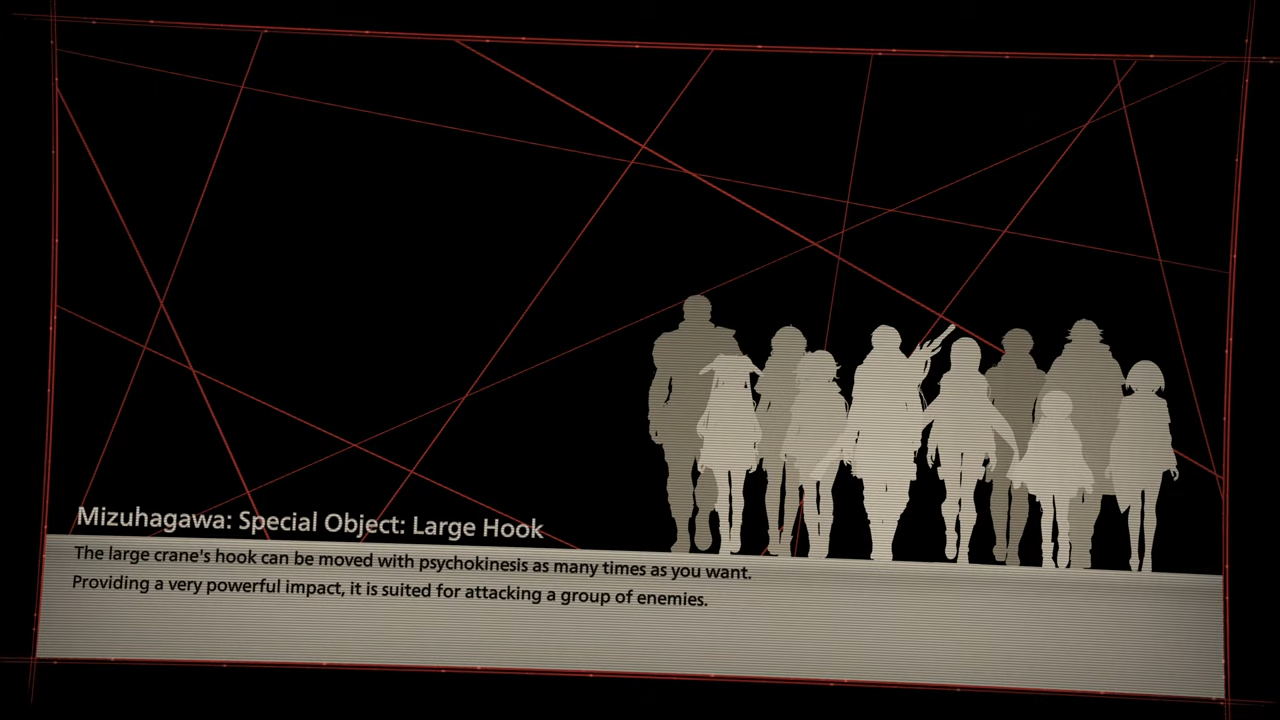 Mizuhagawa: Special Object: Large Hook
The large crane's hook can be moved with psychokinesis as many times as you want.
Providing a very powerful impact, it is suited for attacking a group of enemies.